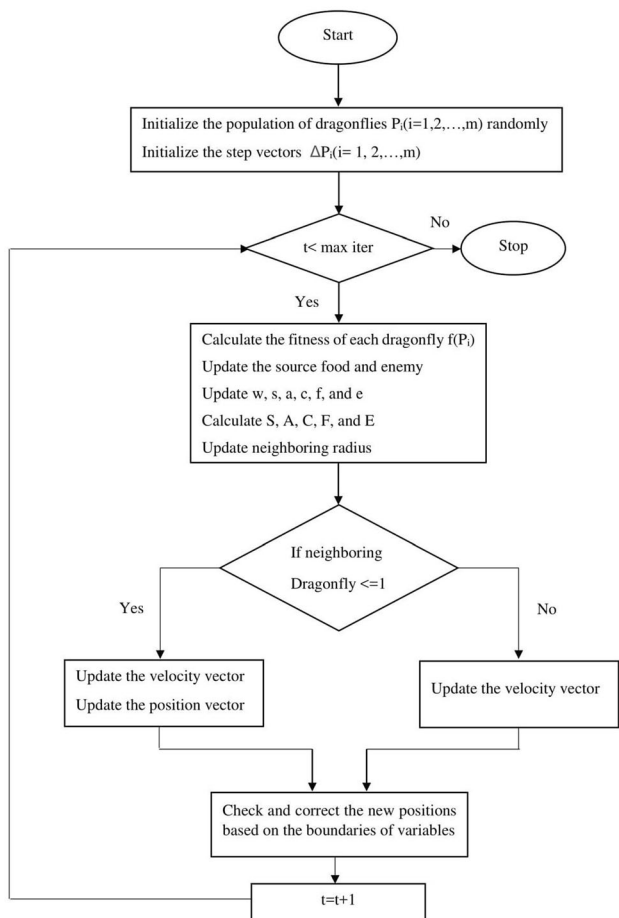 Start
Initialize the population of dragonflies Pᵢ(i=1,2,…,m) randomly
Initialize the step vectors ΔPᵢ(i= 1, 2,…,m)
No
t< max iter
Stop
Yes
Calculate the fitness of each dragonfly f(Pᵢ)
Update the source food and enemy
Update w, s, a, c, f, and e
Calculate S, A, C, F, and E
Update neighboring radius
If neighboring
Dragonfly <=1
Yes
No
Update the velocity vector
Update the position vector
Update the velocity vector
Check and correct the new positions
based on the boundaries of variables
t=t+1